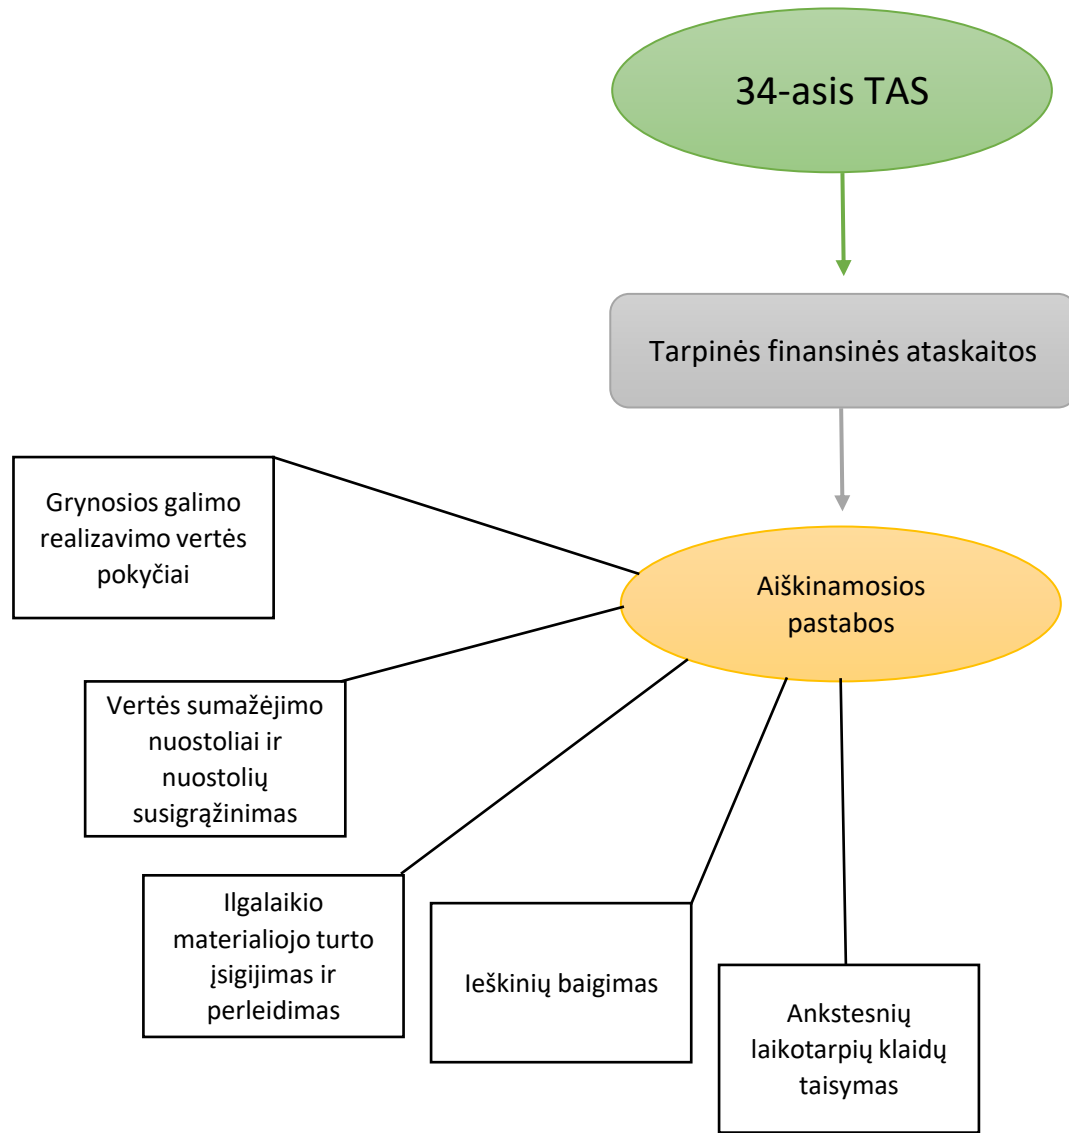 34-asis TAS
Tarpinės finansinės ataskaitos
Grynosios galimo
realizavimo vertės
pokyčiai
Aiškinamosios
pastabos
Vertės sumažėjimo
nuostoliai ir
nuostolių
susigrąžinimas
Ilgalaikio
materialiojo turto
įsigijimas ir
perleidimas
Ieškinių baigimas
Ankstesnių
laikotarpių klaidų
taisymas